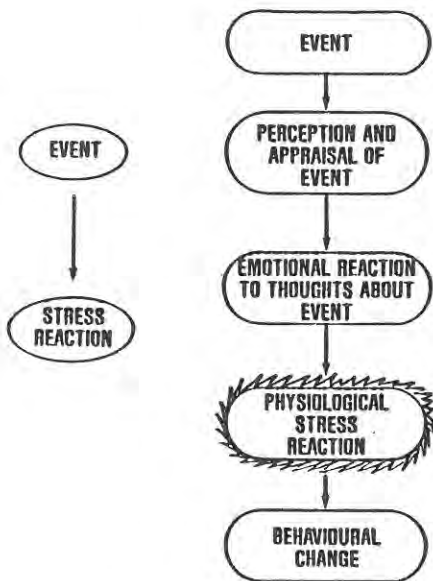 EVENT
STRESS
REACTION
EVENT
PERCEPTION AND
APPRAISAL OF
EVENT
EMOTIONAL REACTION
TO THOUGHTS ABOUT
EVENT
PHYSIOLOGICAL
STRESS
REACTION
BEHAVIOURAL
CHANGE